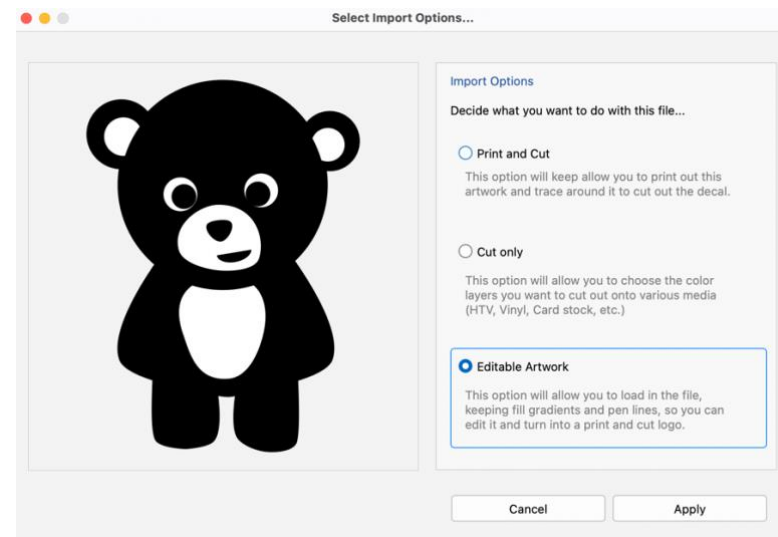 Select Import Options...
Import Options
Decide what you want to do with this file...
Print and Cut
This option will keep allow you to print out this
artwork and trace around it to cut out the decal.
Cut only
This option will allow you to choose the color
layers you want to cut out onto various media
(HTV, Vinyl, Card stock, etc.)
Editable Artwork
This option will allow you to load in the file,
keeping fill gradients and pen lines, so you can
edit it and turn into a print and cut logo.
Cancel
Apply